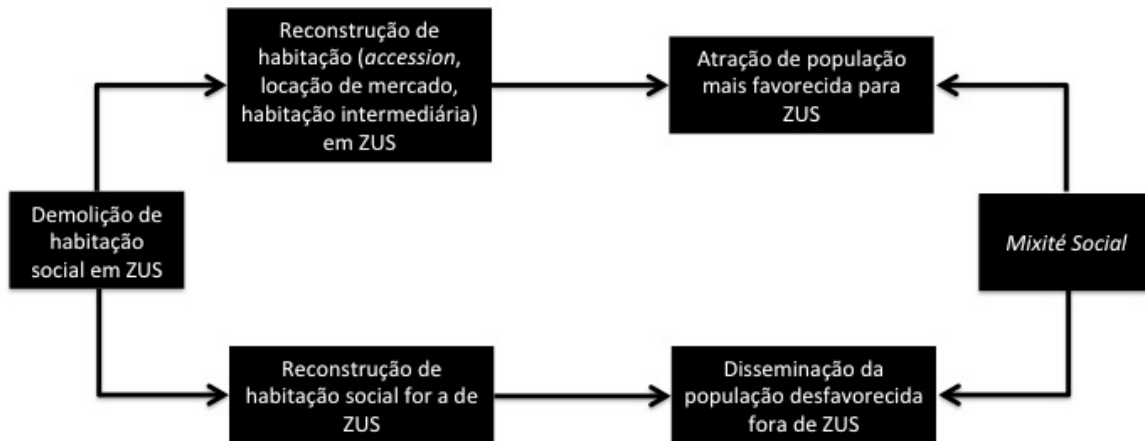 Reconstrução de
habitação (accession,
locação de mercado,
habitação intermediária)
em ZUS
Atração de população
mais favorecida para
ZUS
Demolição de
habitação
social em ZUS
Mixité Social
Reconstrução de
habitação social for a de
ZUS
Disseminação da
população desfavorecida
fora de ZUS